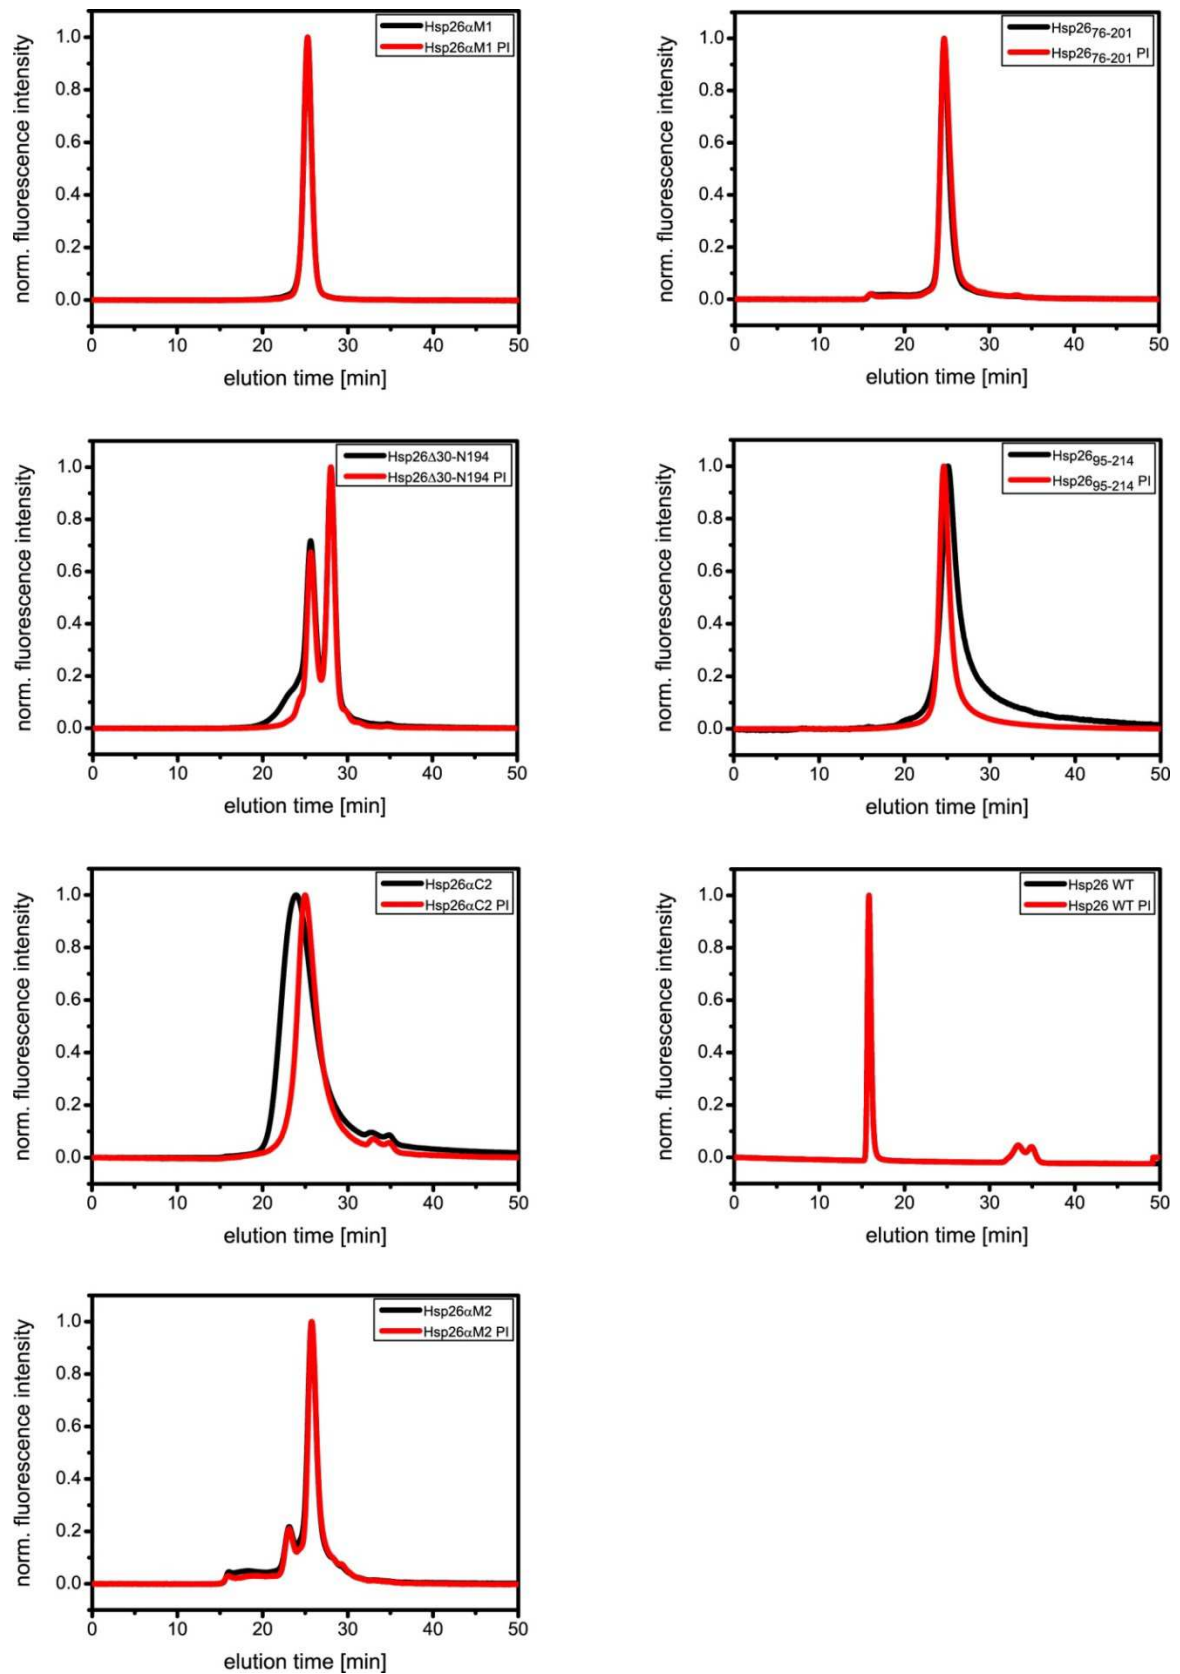 Hsp26αM1
Hsp26αM1 PI
norm. fluorescence intensity
1.0
0.8
0.6
0.4
0.2
0.0
0 10 20 30 40 50
elution time [min]
Hsp26₇₆₋₂₀₁
Hsp26₇₆₋₂₀₁ PI
norm. fluorescence intensity
1.0
0.8
0.6
0.4
0.2
0.0
0 10 20 30 40 50
elution time [min]
Hsp26Δ30-N194
Hsp26Δ30-N194 PI
norm. fluorescence intensity
1.0
0.8
0.6
0.4
0.2
0.0
0 10 20 30 40 50
elution time [min]
Hsp26₉₅₋₂₁₄
Hsp26₉₅₋₂₁₄ PI
norm. fluorescence intensity
1.0
0.8
0.6
0.4
0.2
0.0
0 10 20 30 40 50
elution time [min]
Hsp26αC2
Hsp26αC2 PI
norm. fluorescence intensity
1.0
0.8
0.6
0.4
0.2
0.0
0 10 20 30 40 50
elution time [min]
Hsp26 WT
Hsp26 WT PI
norm. fluorescence intensity
1.0
0.8
0.6
0.4
0.2
0.0
0 10 20 30 40 50
elution time [min]
Hsp26αM2
Hsp26αM2 PI
norm. fluorescence intensity
1.0
0.8
0.6
0.4
0.2
0.0
0 10 20 30 40 50
elution time [min]